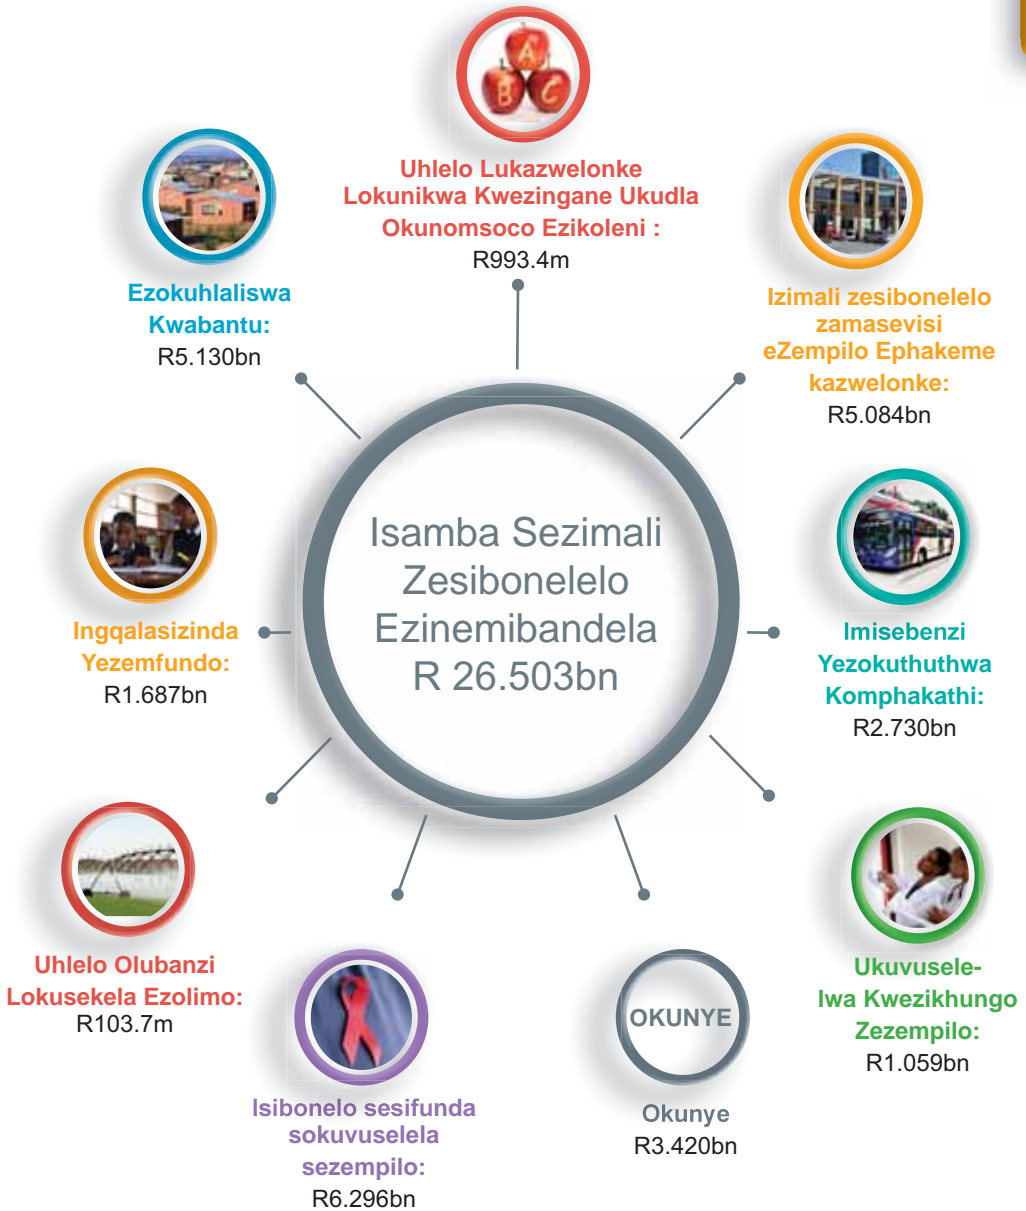 A
B C
Uhlelo Lukazwelonke
Lokunikwa Kwezingane Ukudla
Okunomsoco Ezikoleni :
R993.4m
Ezokuhlaliswa
Kwabantu:
R5.130bn
Izimali zesibonelelo
zamasevisi
eZempilo Ephakeme
kazwelonke:
R5.084bn
Isamba Sezimali
Zesibonelelo
Ezinemibandela
R 26.503bn
Ingqalasizinda
Yezemfundo:
R1.687bn
Imisebenzi
Yezokuthuthwa
Komphakathi:
R2.730bn
Uhlelo Olubanzi
Lokusekela Ezolimo:
R103.7m
Isibonelo sesifunda
sokuvuselela
sezempilo:
R6.296bn
OKUNYE
Okunye
R3.420bn
Ukuvusele-
lwa Kwezikhungo
Zezempilo:
R1.059bn